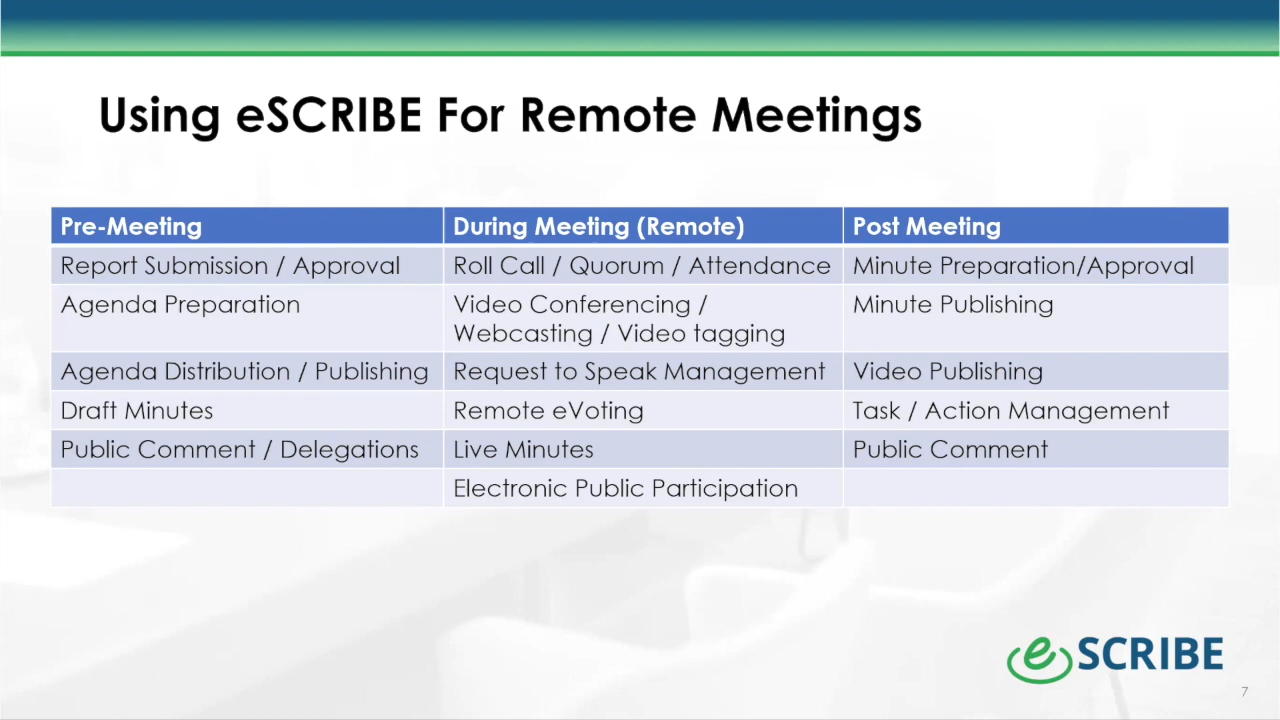 Using eSCRIBE For Remote Meetings
Pre-Meeting
During Meeting (Remote)
Post Meeting
Report Submission / Approval
Roll Call / Quorum / Attendance
Minute Preparation/Approval
Agenda Preparation
Video Conferencing /
Webcasting / Video tagging
Minute Publishing
Agenda Distribution / Publishing
Request to Speak Management
Video Publishing
Draft Minutes
Remote eVoting
Task / Action Management
Public Comment / Delegations
Live Minutes
Public Comment
Electronic Public Participation
eSCRIBE
7